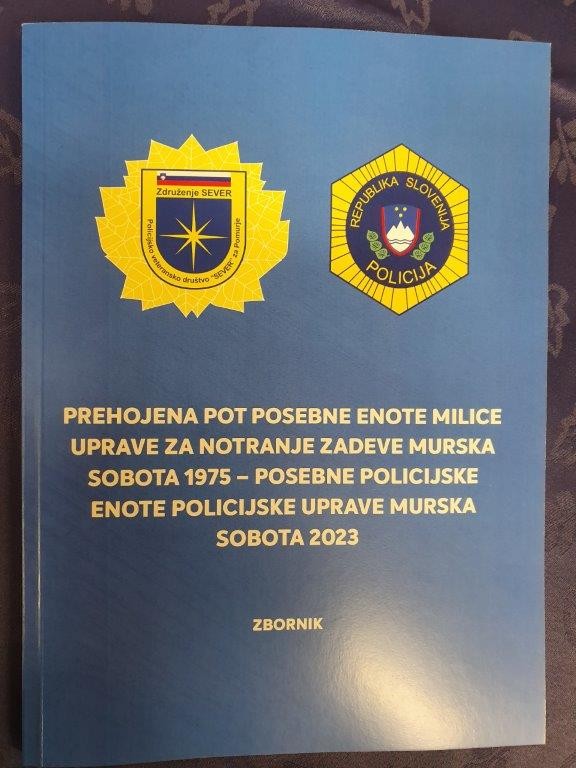 Združenje SEVER
Policijsko veteransko društvo "SEVER" za Pomurje
REPUBLIKA SLOVENIJA
POLICIJA
PREHOJENA POT POSEBNE ENOTE MILICE
UPRAVE ZA NOTRANJE ZADEVE MURSKA
SOBOTA 1975 – POSEBNE POLICIJSKE
ENOTE POLICIJSKE UPRAVE MURSKA
SOBOTA 2023
ZBORNIK